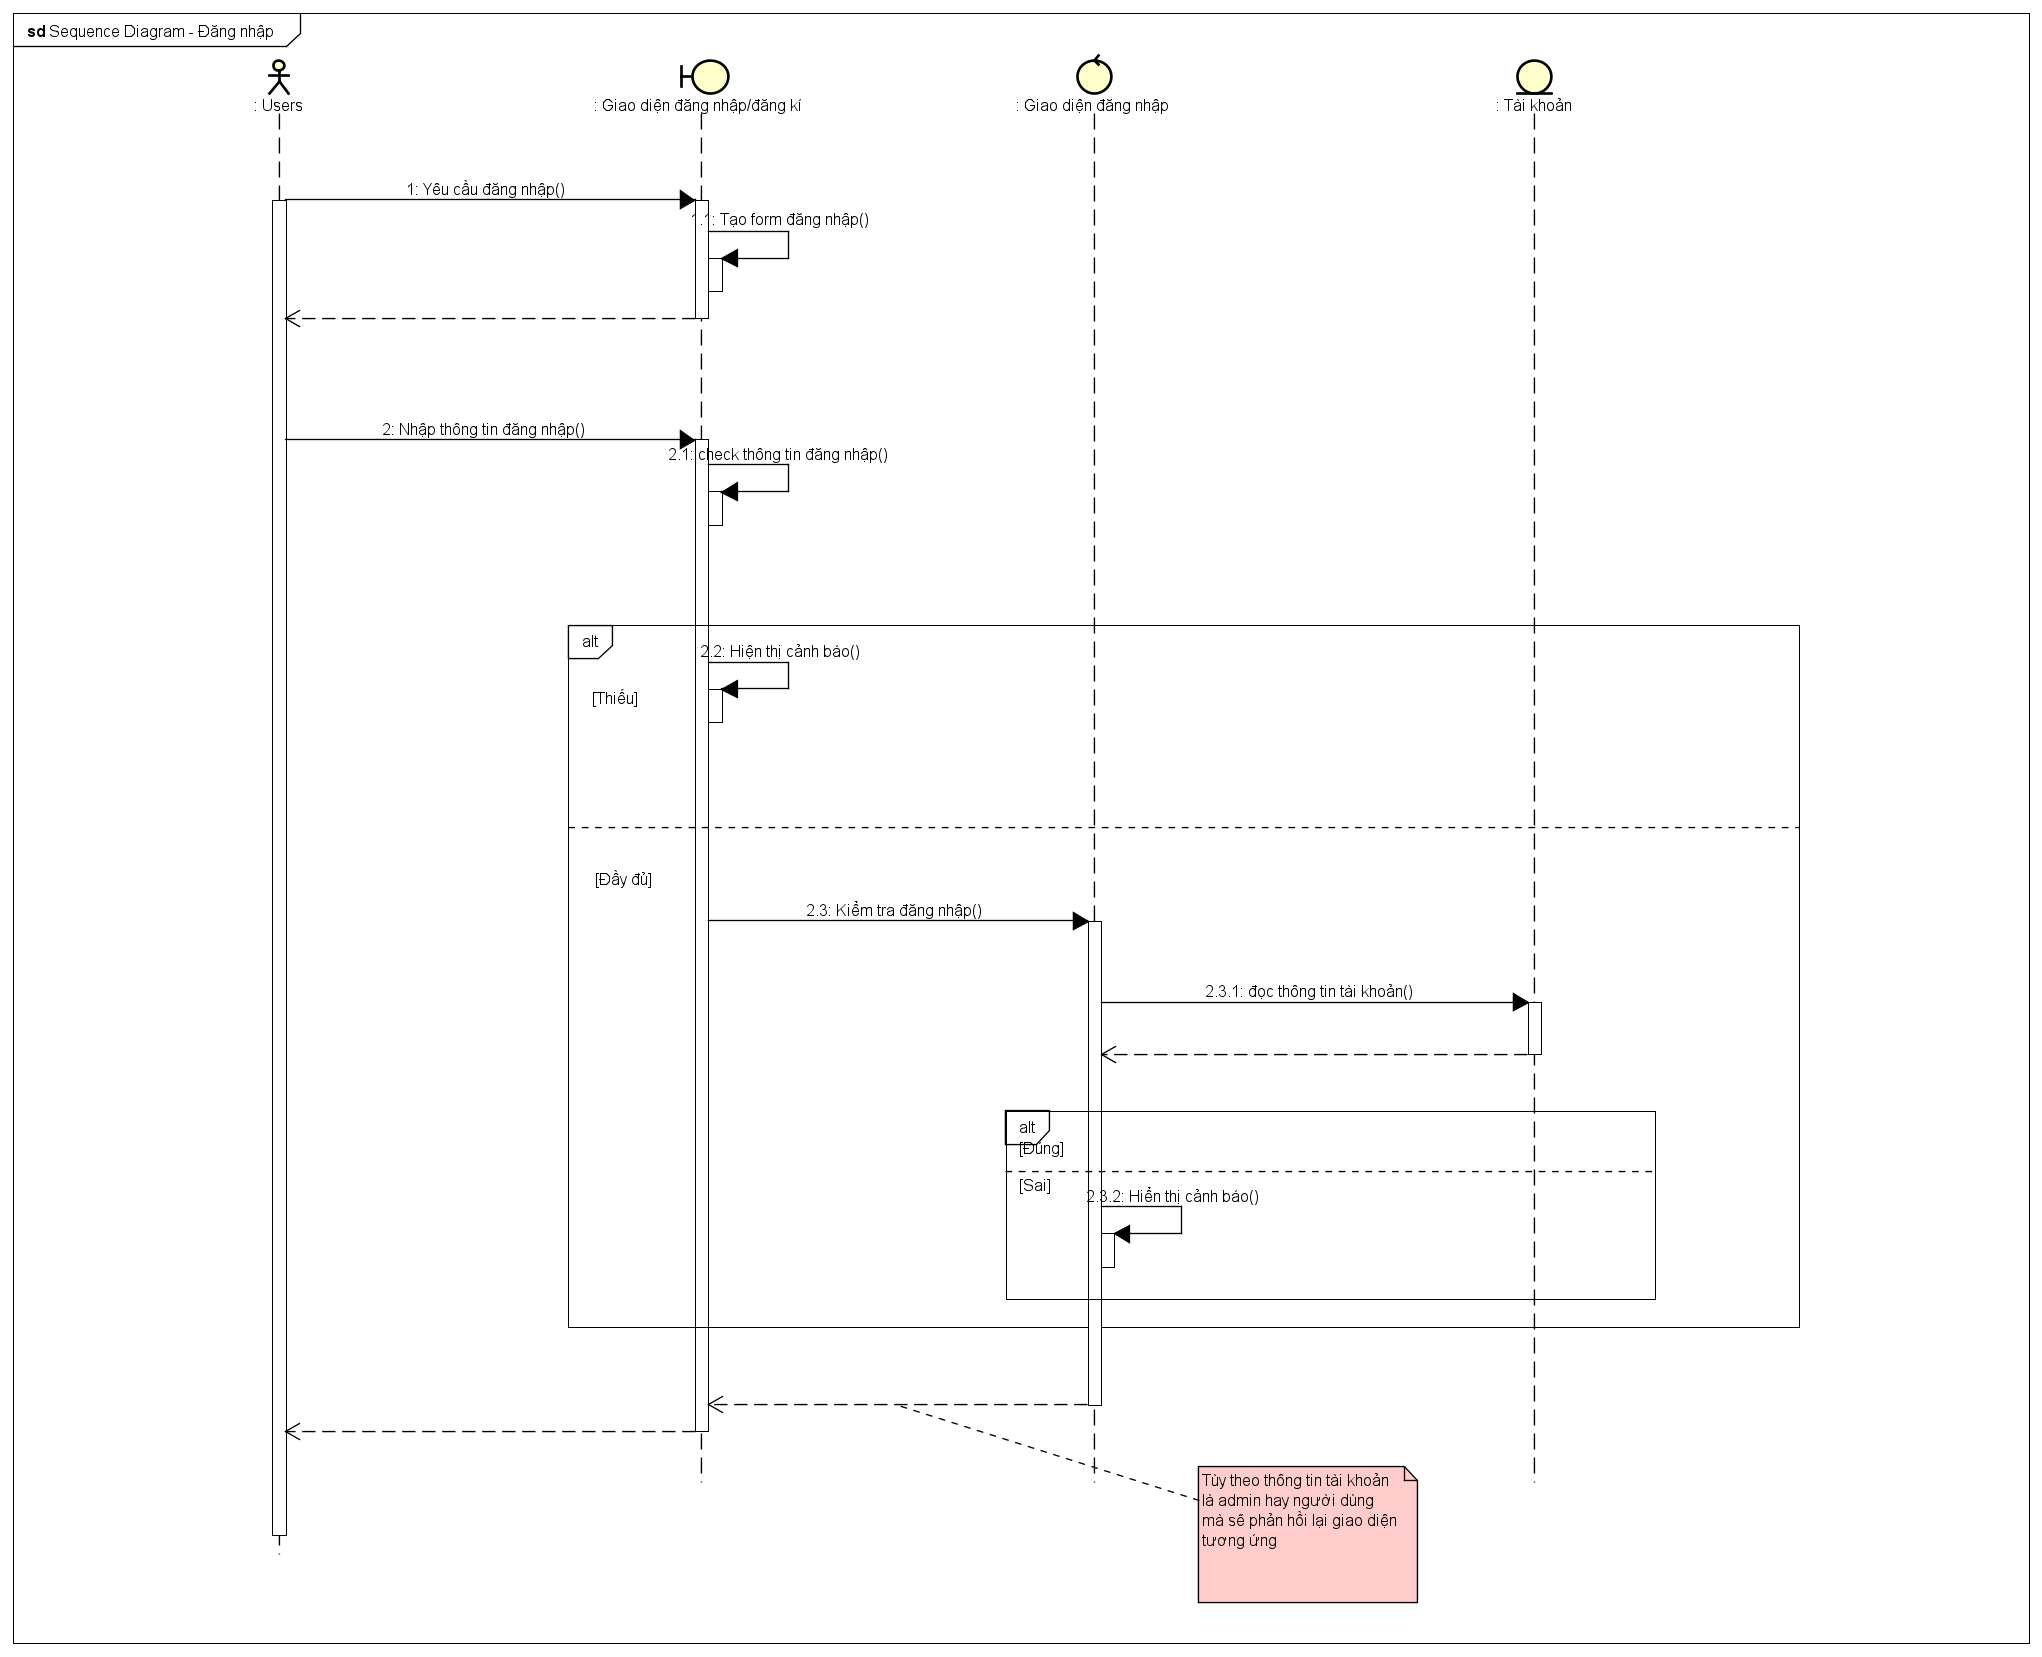 sd Sequence Diagram - Đăng nhập
: Users
: Giao diện đăng nhập/đăng kí
: Giao diện đăng nhập
: Tài khoản
1: Yêu cầu đăng nhập()
1.1: Tạo form đăng nhập()
2: Nhập thông tin đăng nhập()
2.1: check thông tin đăng nhập()
alt
2.2: Hiện thị cảnh báo()
[Thiếu]
[Đầy đủ]
2.3: Kiểm tra đăng nhập()
2.3.1: đọc thông tin tài khoản()
alt
[Đúng]
[Sai]
2.3.2: Hiển thị cảnh báo()
Tùy theo thông tin tài khoản
là admin hay người dùng
mà sẽ phản hồi lại giao diện
tương ứng